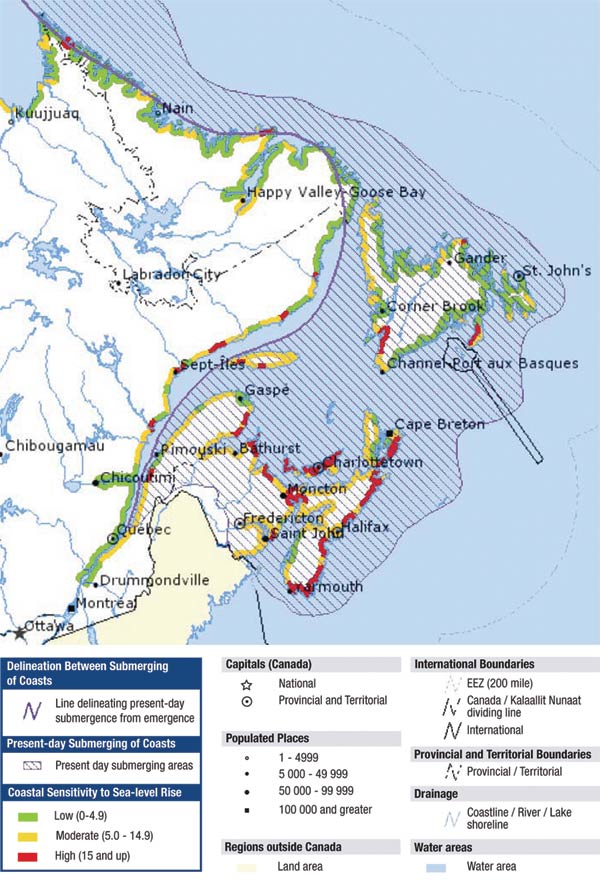 Kuujjuaq
Nain
Happy Valley-Goose Bay
Labrador City
Gander
St. John's
Corner Brook
Sept-Îles
Channel-Port aux Basques
Gaspé
Cape Breton
Chibougamau
Rimouski
Bathurst
Charlottetown
Chicoutimi
Moncton
Fredericton
Halifax
Québec
Saint John
Drummondville
Yarmouth
Montréal
Ottawa
Delineation Between Submerging
of Coasts
Line delineating present-day
submergence from emergence
Present-day Submerging of Coasts
Present day submerging areas
Coastal Sensitivity to Sea-level Rise
Low (0-4.9)
Moderate (5.0 - 14.9)
High (15 and up)
Capitals (Canada)
National
Provincial and Territorial
Populated Places
1 - 4999
5 000 - 49 999
50 000 - 99 999
100 000 and greater
Regions outside Canada
Land area
International Boundaries
EEZ (200 mile)
Canada / Kalaallit Nunaat
dividing line
International
Provincial and Territorial Boundaries
Provincial / Territorial
Drainage
Coastline / River / Lake
shoreline
Water areas
Water area